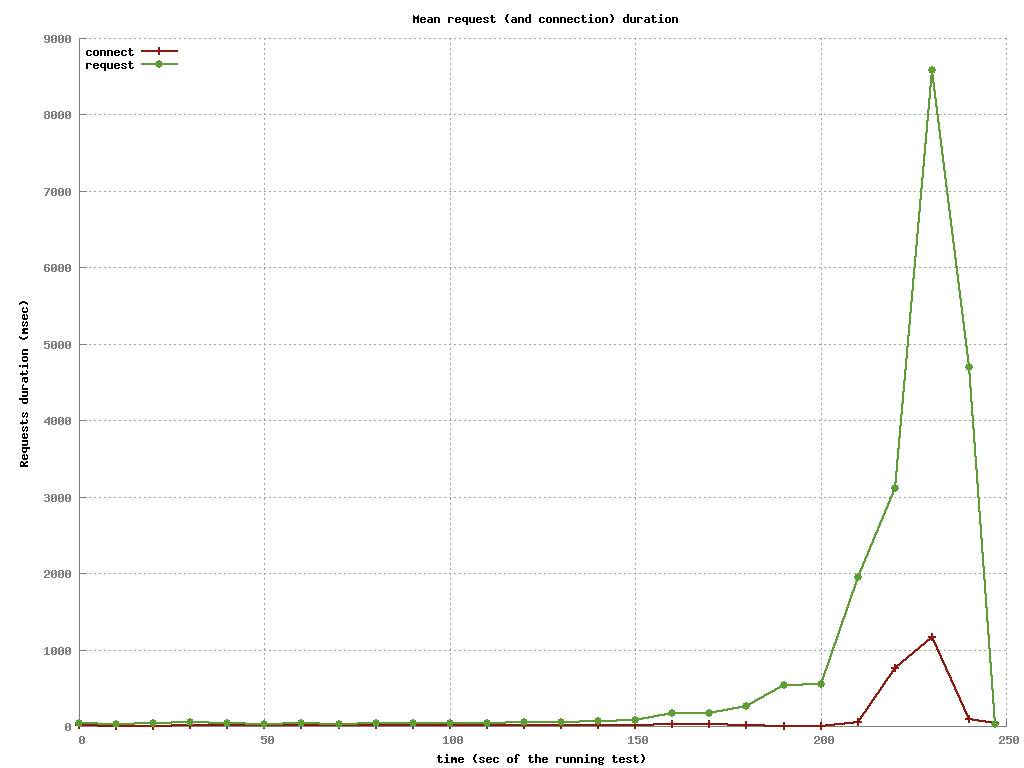 Mean request (and connection) duration
9000
connect
request
8000
7000
6000
5000
4000
3000
2000
1000
0
Requests duration (msec)
0 50 100 150 200 250
time (sec of the running test)